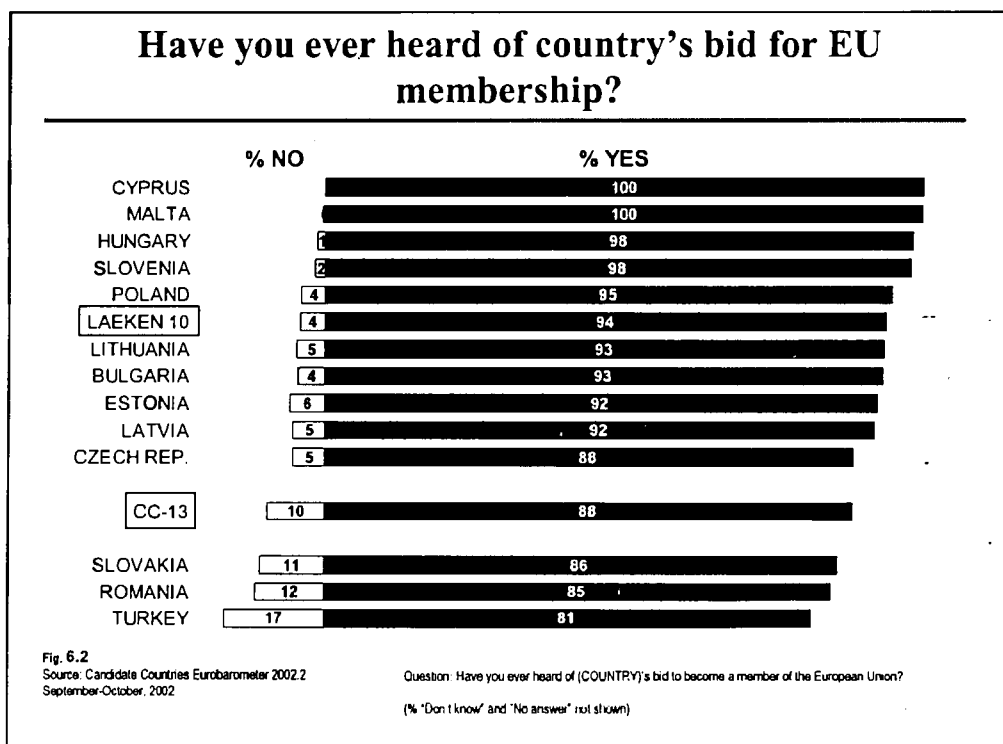 Have you ever heard of country's bid for EU
membership?
% NO % YES
CYPRUS 100
MALTA 100
HUNGARY 1 98
SLOVENIA 2 98
POLAND 4 95
LAEKEN 10 4 94
LITHUANIA 5 93
BULGARIA 4 93
ESTONIA 6 92
LATVIA 5 92
CZECH REP. 5 88
CC-13 10 88
SLOVAKIA 11 86
ROMANIA 12 85
TURKEY 17 81
Fig. 6.2
Source: Candidate Countries Eurobarometer 2002.2
September-October, 2002
Question: Have you ever heard of (COUNTRY)'s bid to become a member of the European Union?
(% "Don t know" and "No answer" not shown)